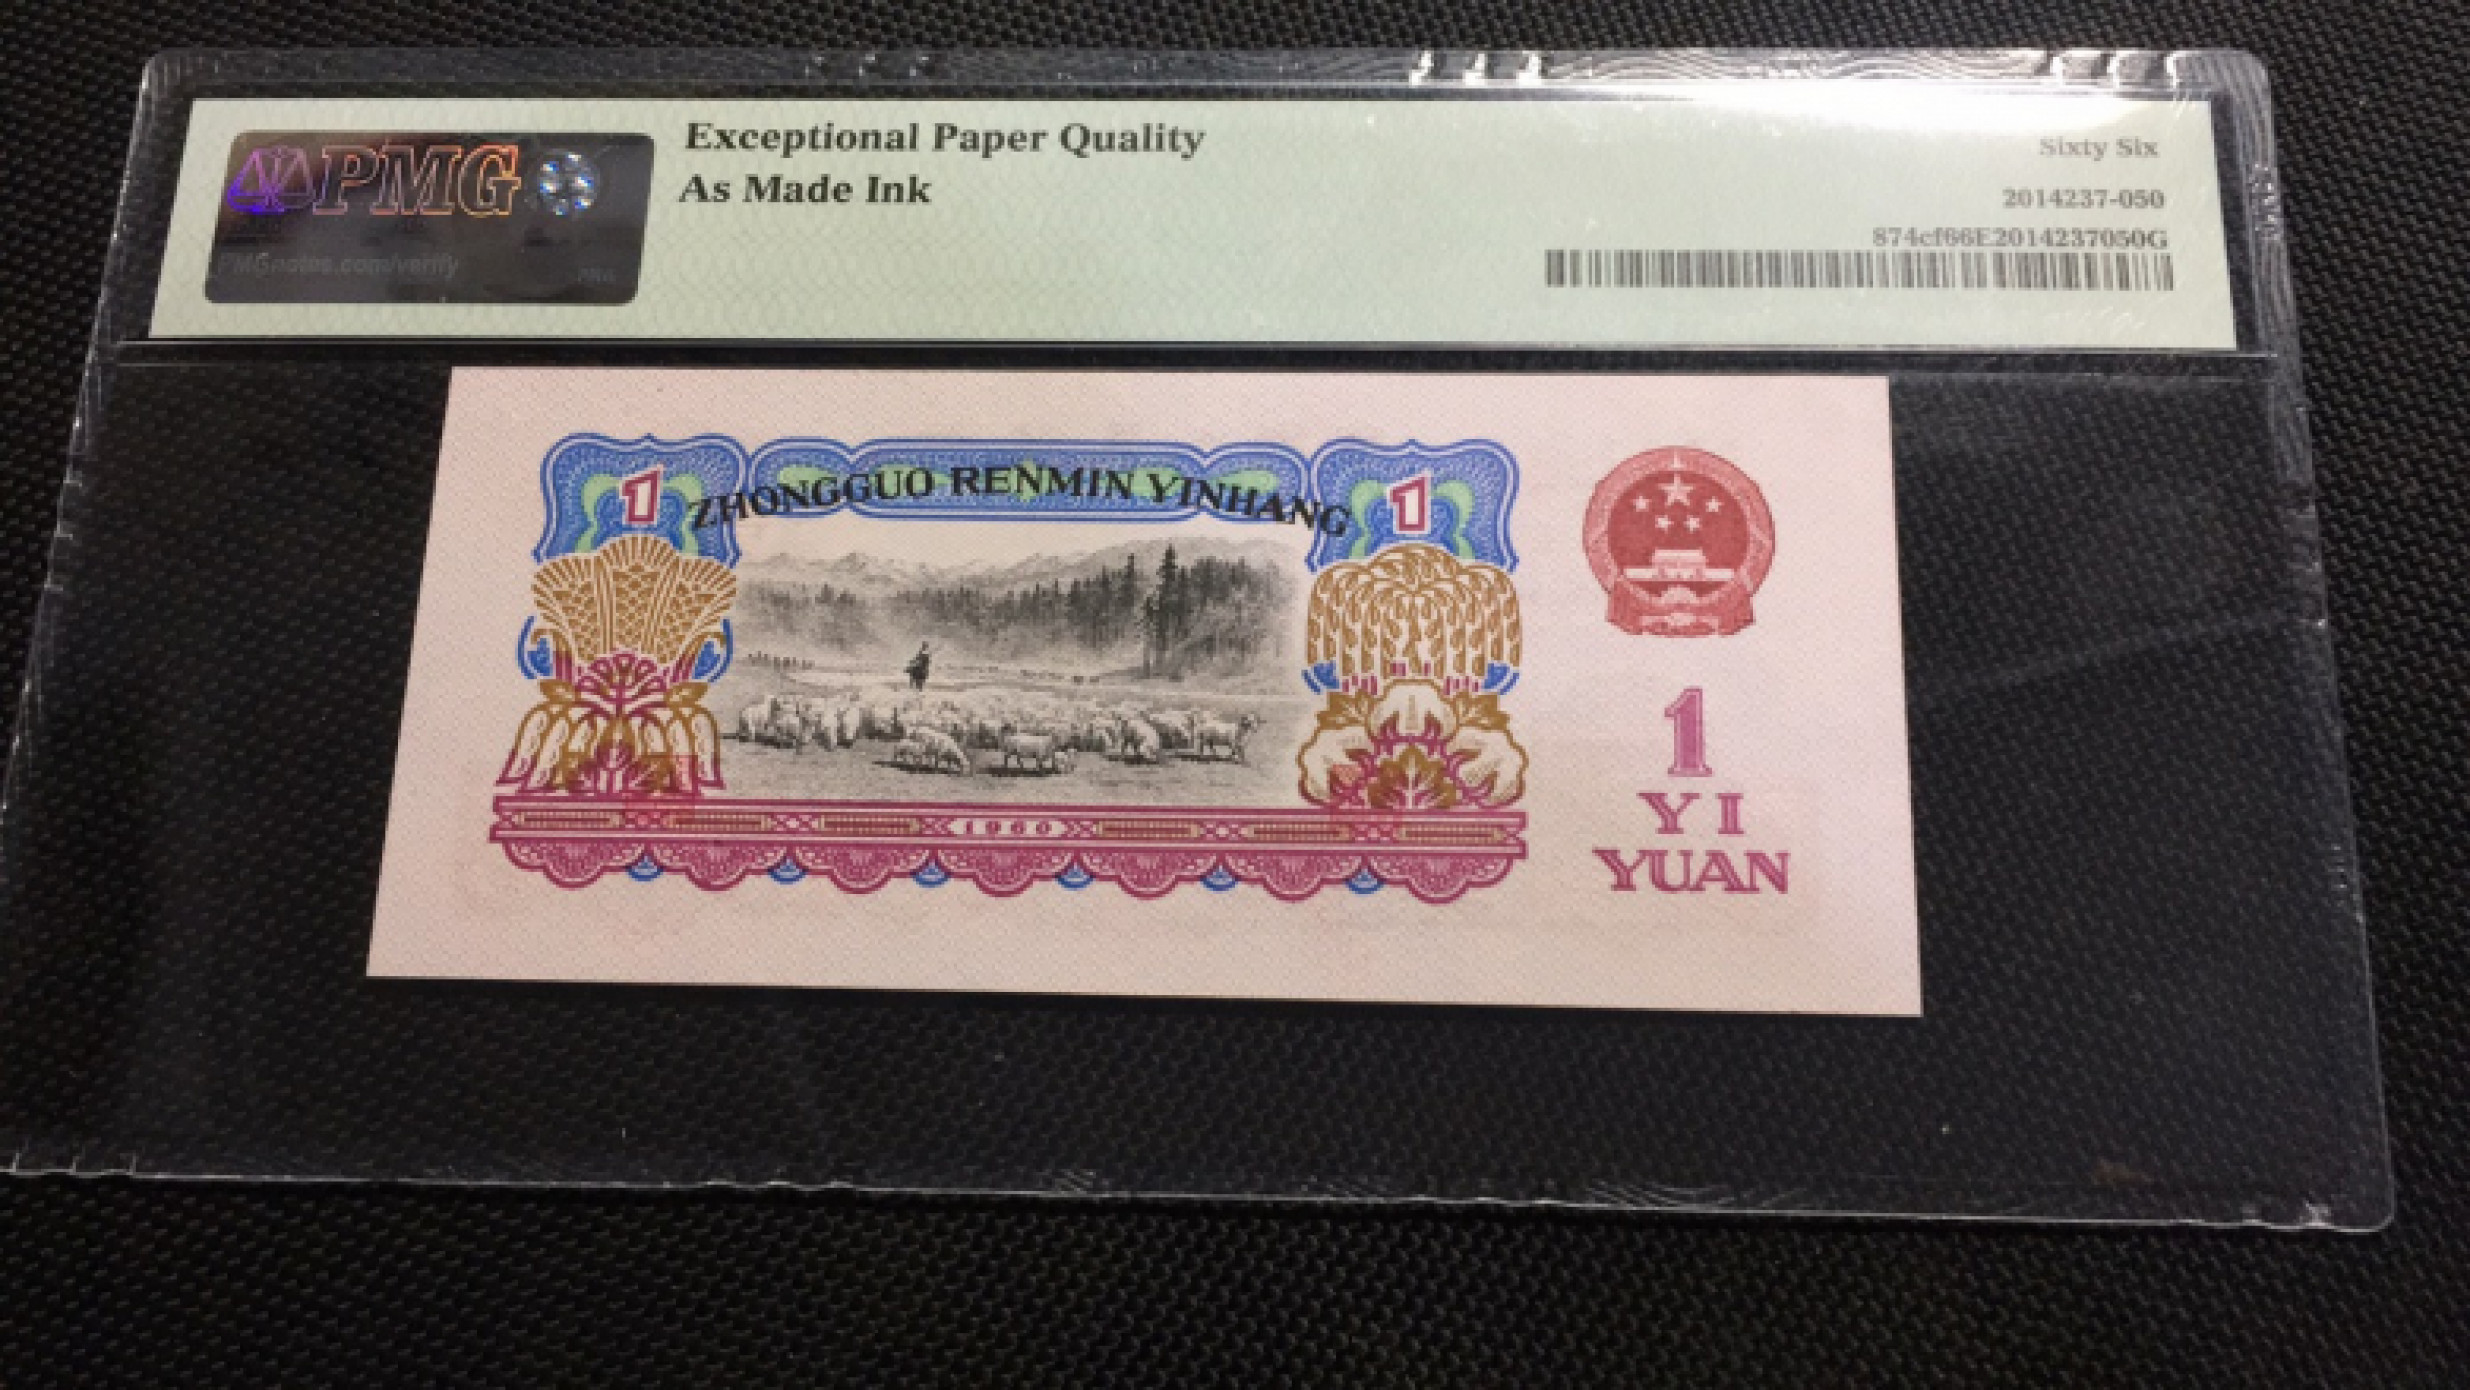 PMG
PMGnotes.com/verify
PMG
Exceptional Paper Quality
As Made Ink
Sixty Six
2014237-050
874cf66E2014237050G
1 ZHONGGUO RENMIN YINHANG 1
1960
1
YI
YUAN